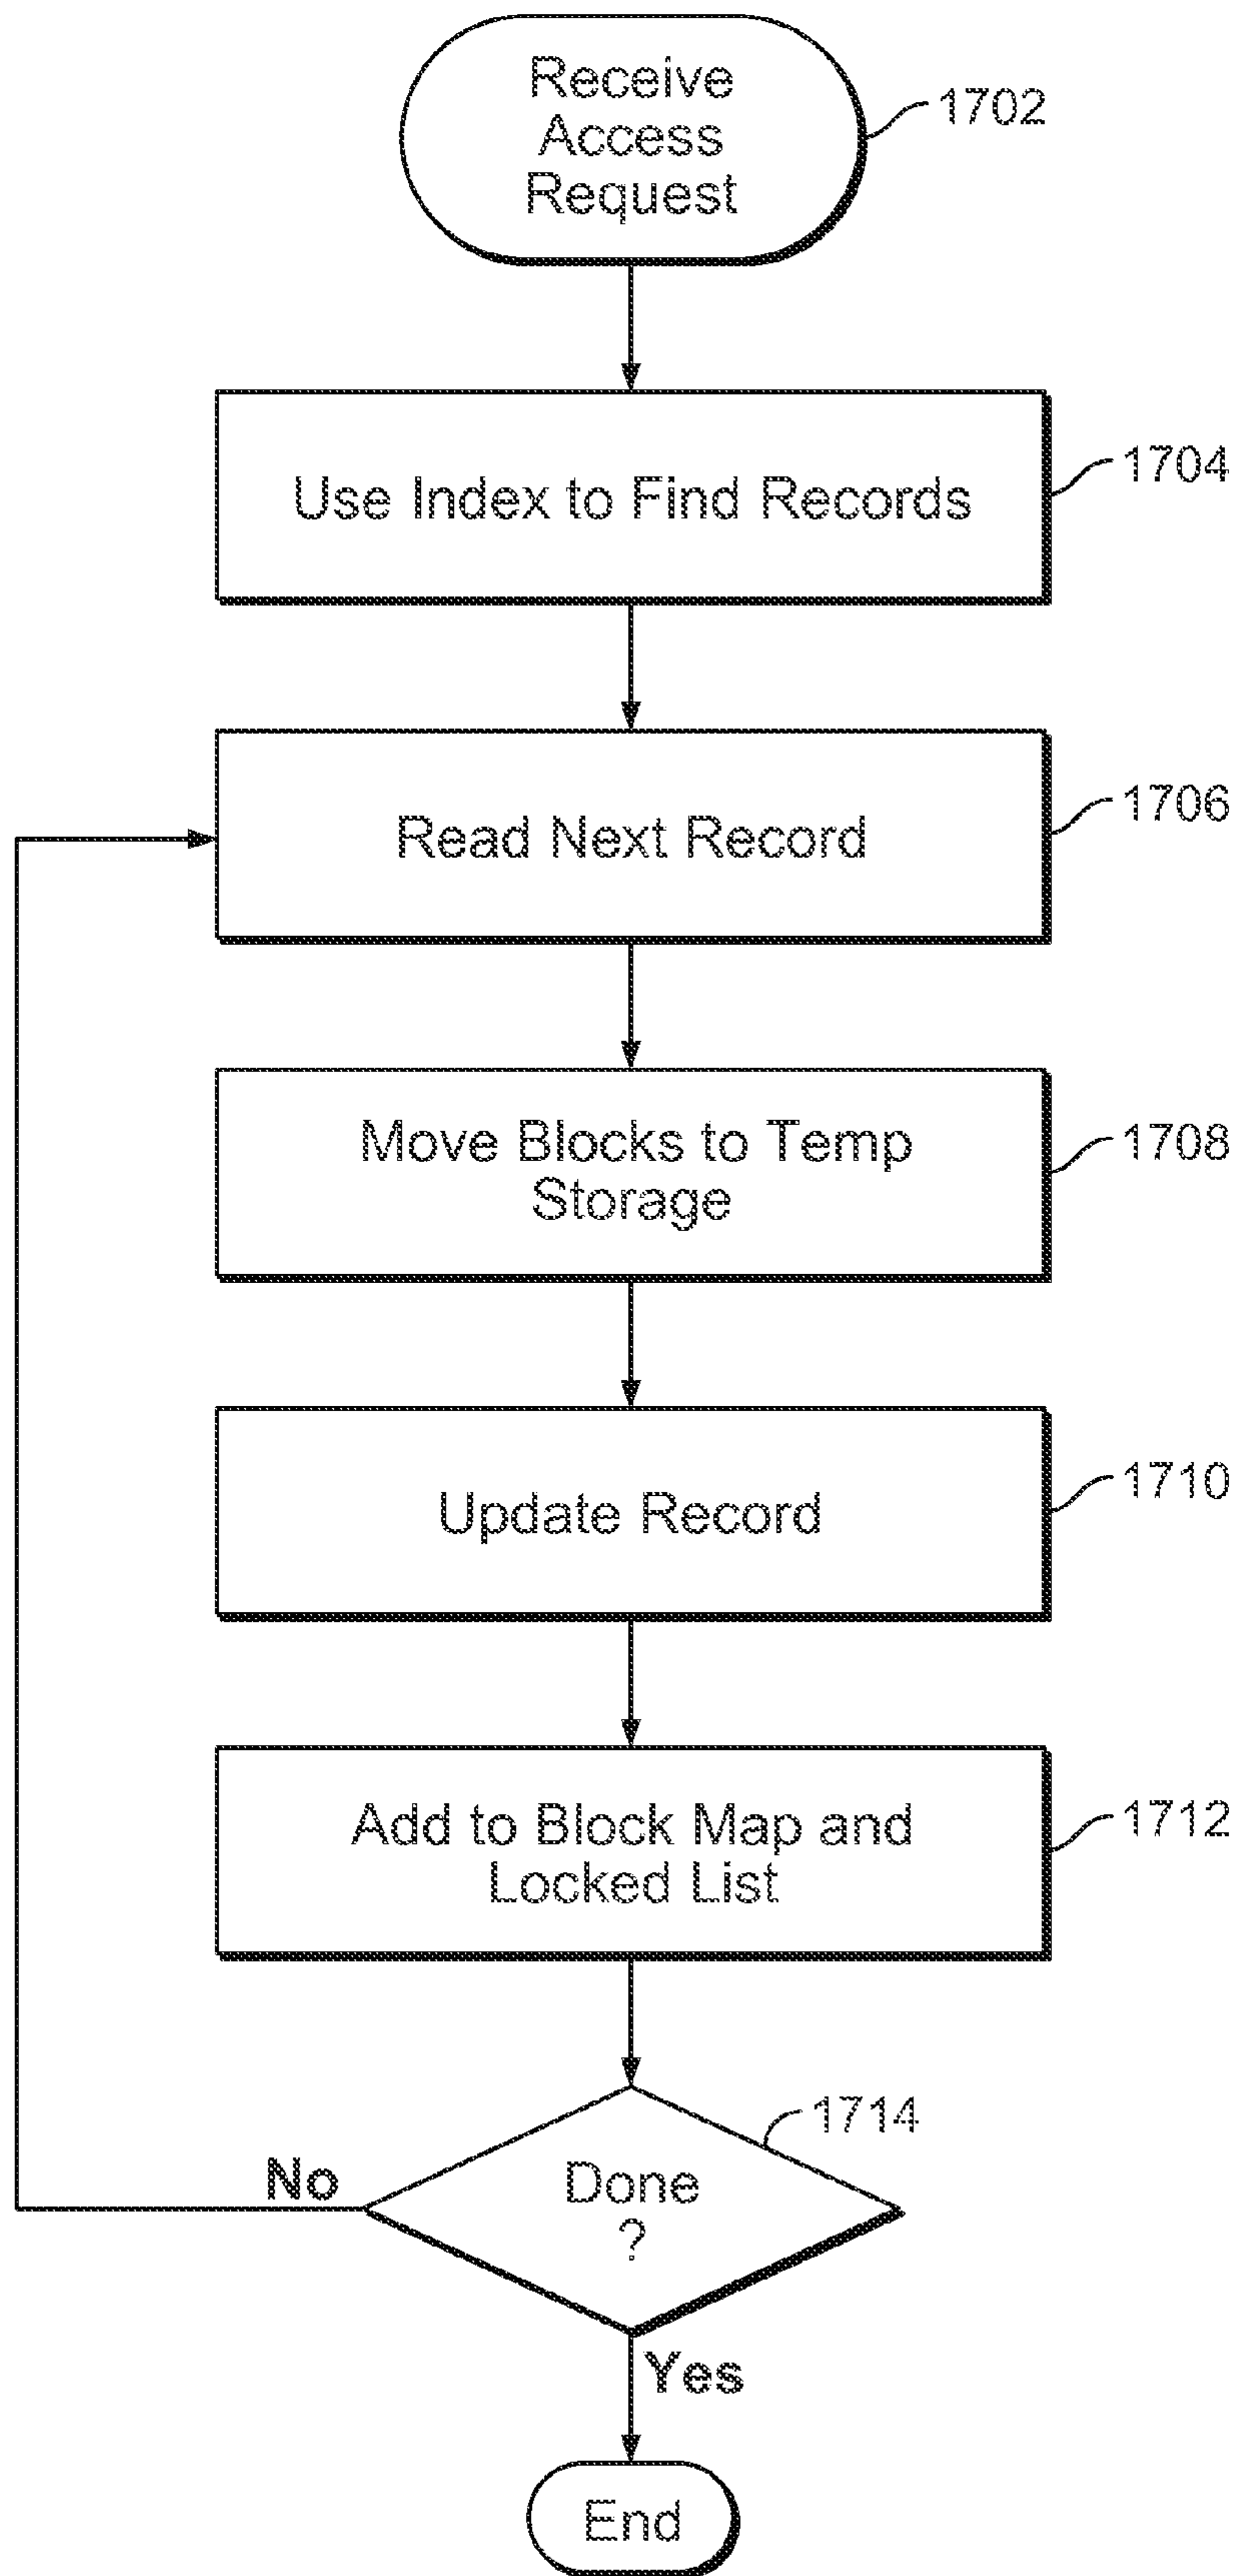 Receive
Access
Request
1702
Use Index to Find Records
1704
Read Next Record
1706
Move Blocks to Temp
Storage
1708
Update Record
1710
Add to Block Map and
Locked List
1712
Done
?
1714
No
Yes
End